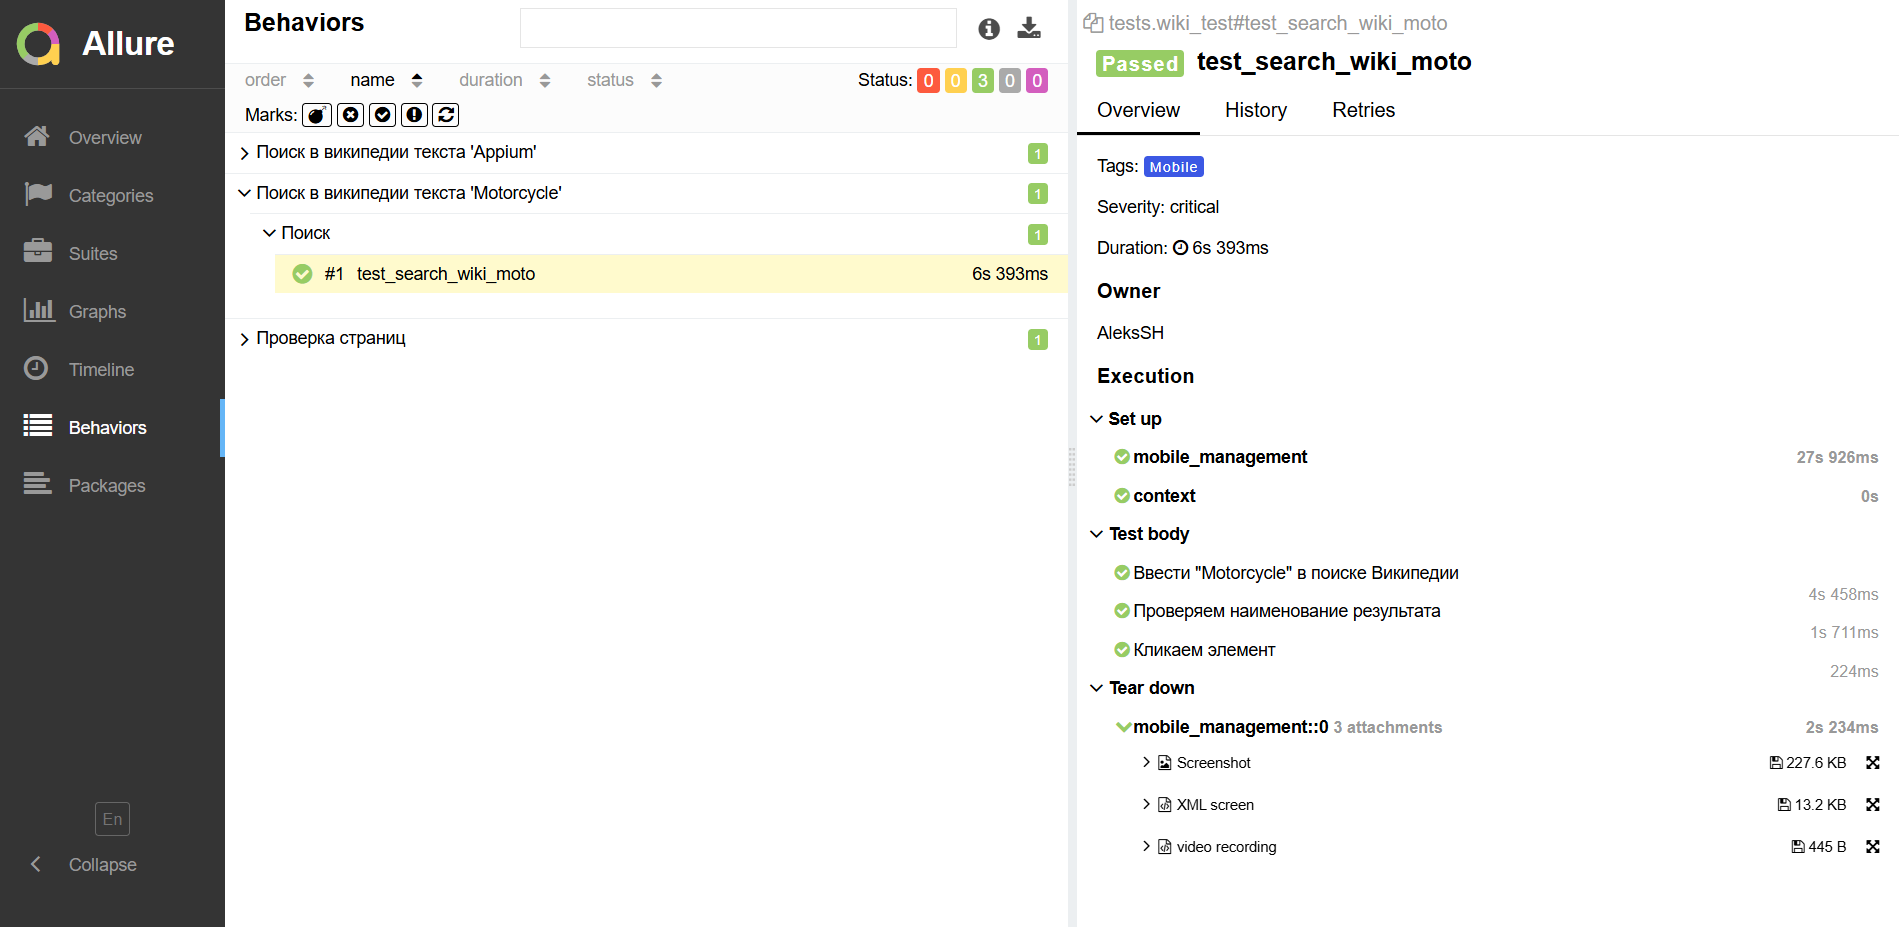 Allure
Overview
Categories
Suites
Graphs
Timeline
Behaviors
Packages
En
Collapse
Behaviors
order name duration status Status: 0 0 3 0 0
Marks:
Поиск в википедии текста 'Appium' 1
Поиск в википедии текста 'Motorcycle' 1
Поиск 1
#1 test_search_wiki_moto 6s 393ms
Проверка страниц 1
tests.wiki_test#test_search_wiki_moto
Passed test_search_wiki_moto
Overview History Retries
Tags: Mobile
Severity: critical
Duration: 6s 393ms
Owner
AleksSH
Execution
Set up
mobile_management 27s 926ms
context 0s
Test body
Ввести "Motorcycle" в поиске Википедии
4s 458ms
Проверяем наименование результата
1s 711ms
Кликаем элемент
224ms
Tear down
mobile_management::0 3 attachments 2s 234ms
Screenshot 227.6 KB
XML screen 13.2 KB
video recording 445 B